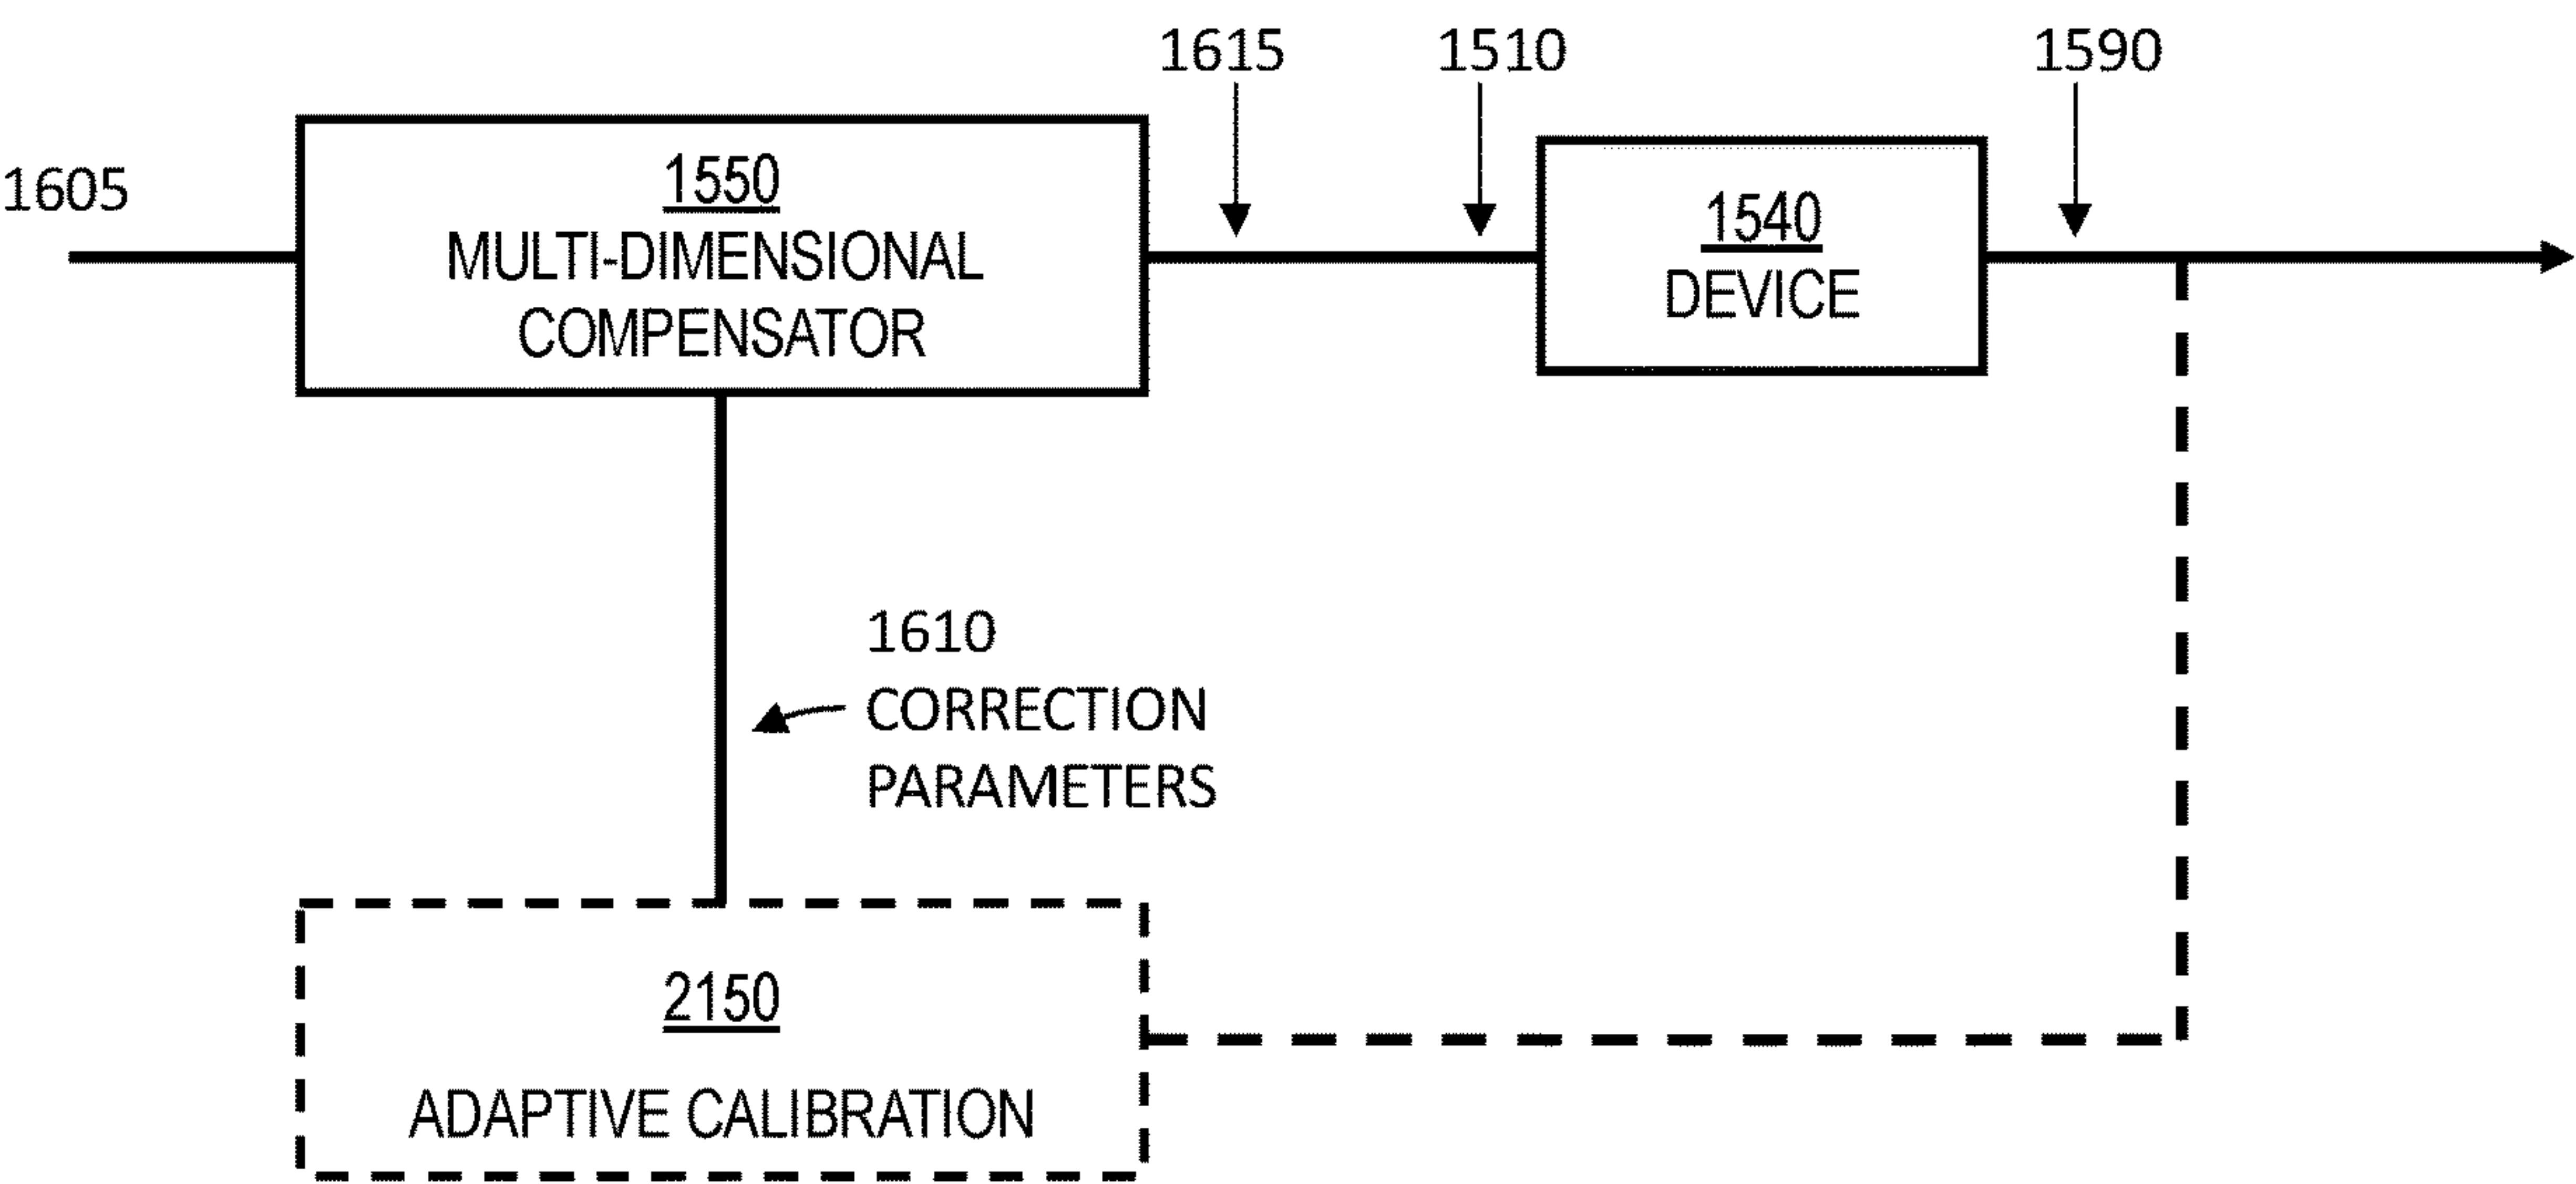 1615
1510
1590
1605
1550
MULTI-DIMENSIONAL
COMPENSATOR
1540
DEVICE
1610
CORRECTION
PARAMETERS
2150
ADAPTIVE CALIBRATION